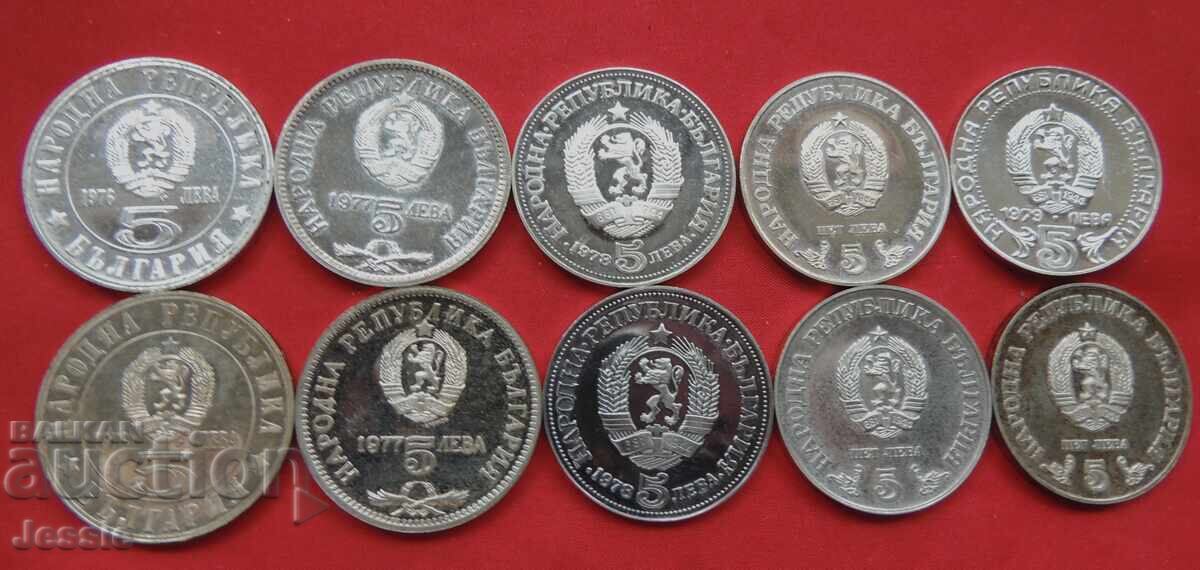 НАРОДНА РЕПУБЛИКА
1976 ЛЕВА
5
БЪЛГАРИЯ
НАРОДНА РЕПУБЛИКА БЪЛГАРИЯ
1977 5 ЛЕВА
НАРОДНА·РЕПУБЛИКА·БЪЛГАРИЯ
1978 5 ЛЕВА
НАРОДНА РЕПУБЛИКА БЪЛГАРИЯ
ПЕТ ЛЕВА
5
НАРОДНА РЕПУБЛИКА БЪЛГАРИЯ
1979 · ЛЕВА
5
НАРОДНА РЕПУБЛИКА
5
БЪЛГАРИЯ
НАРОДНА РЕПУБЛИКА БЪЛГАРИЯ
1977 5 ЛЕВА
НАРОДНА·РЕПУБЛИКА·БЪЛГАРИЯ
1978 5 ЛЕВА
НАРОДНА РЕПУБЛИКА БЪЛГАРИЯ
ПЕТ ЛЕВА
5
НАРОДНА РЕПУБЛИКА БЪЛГАРИЯ
ПЕТ ЛЕВА
5
BALKAN
auction
Jessie